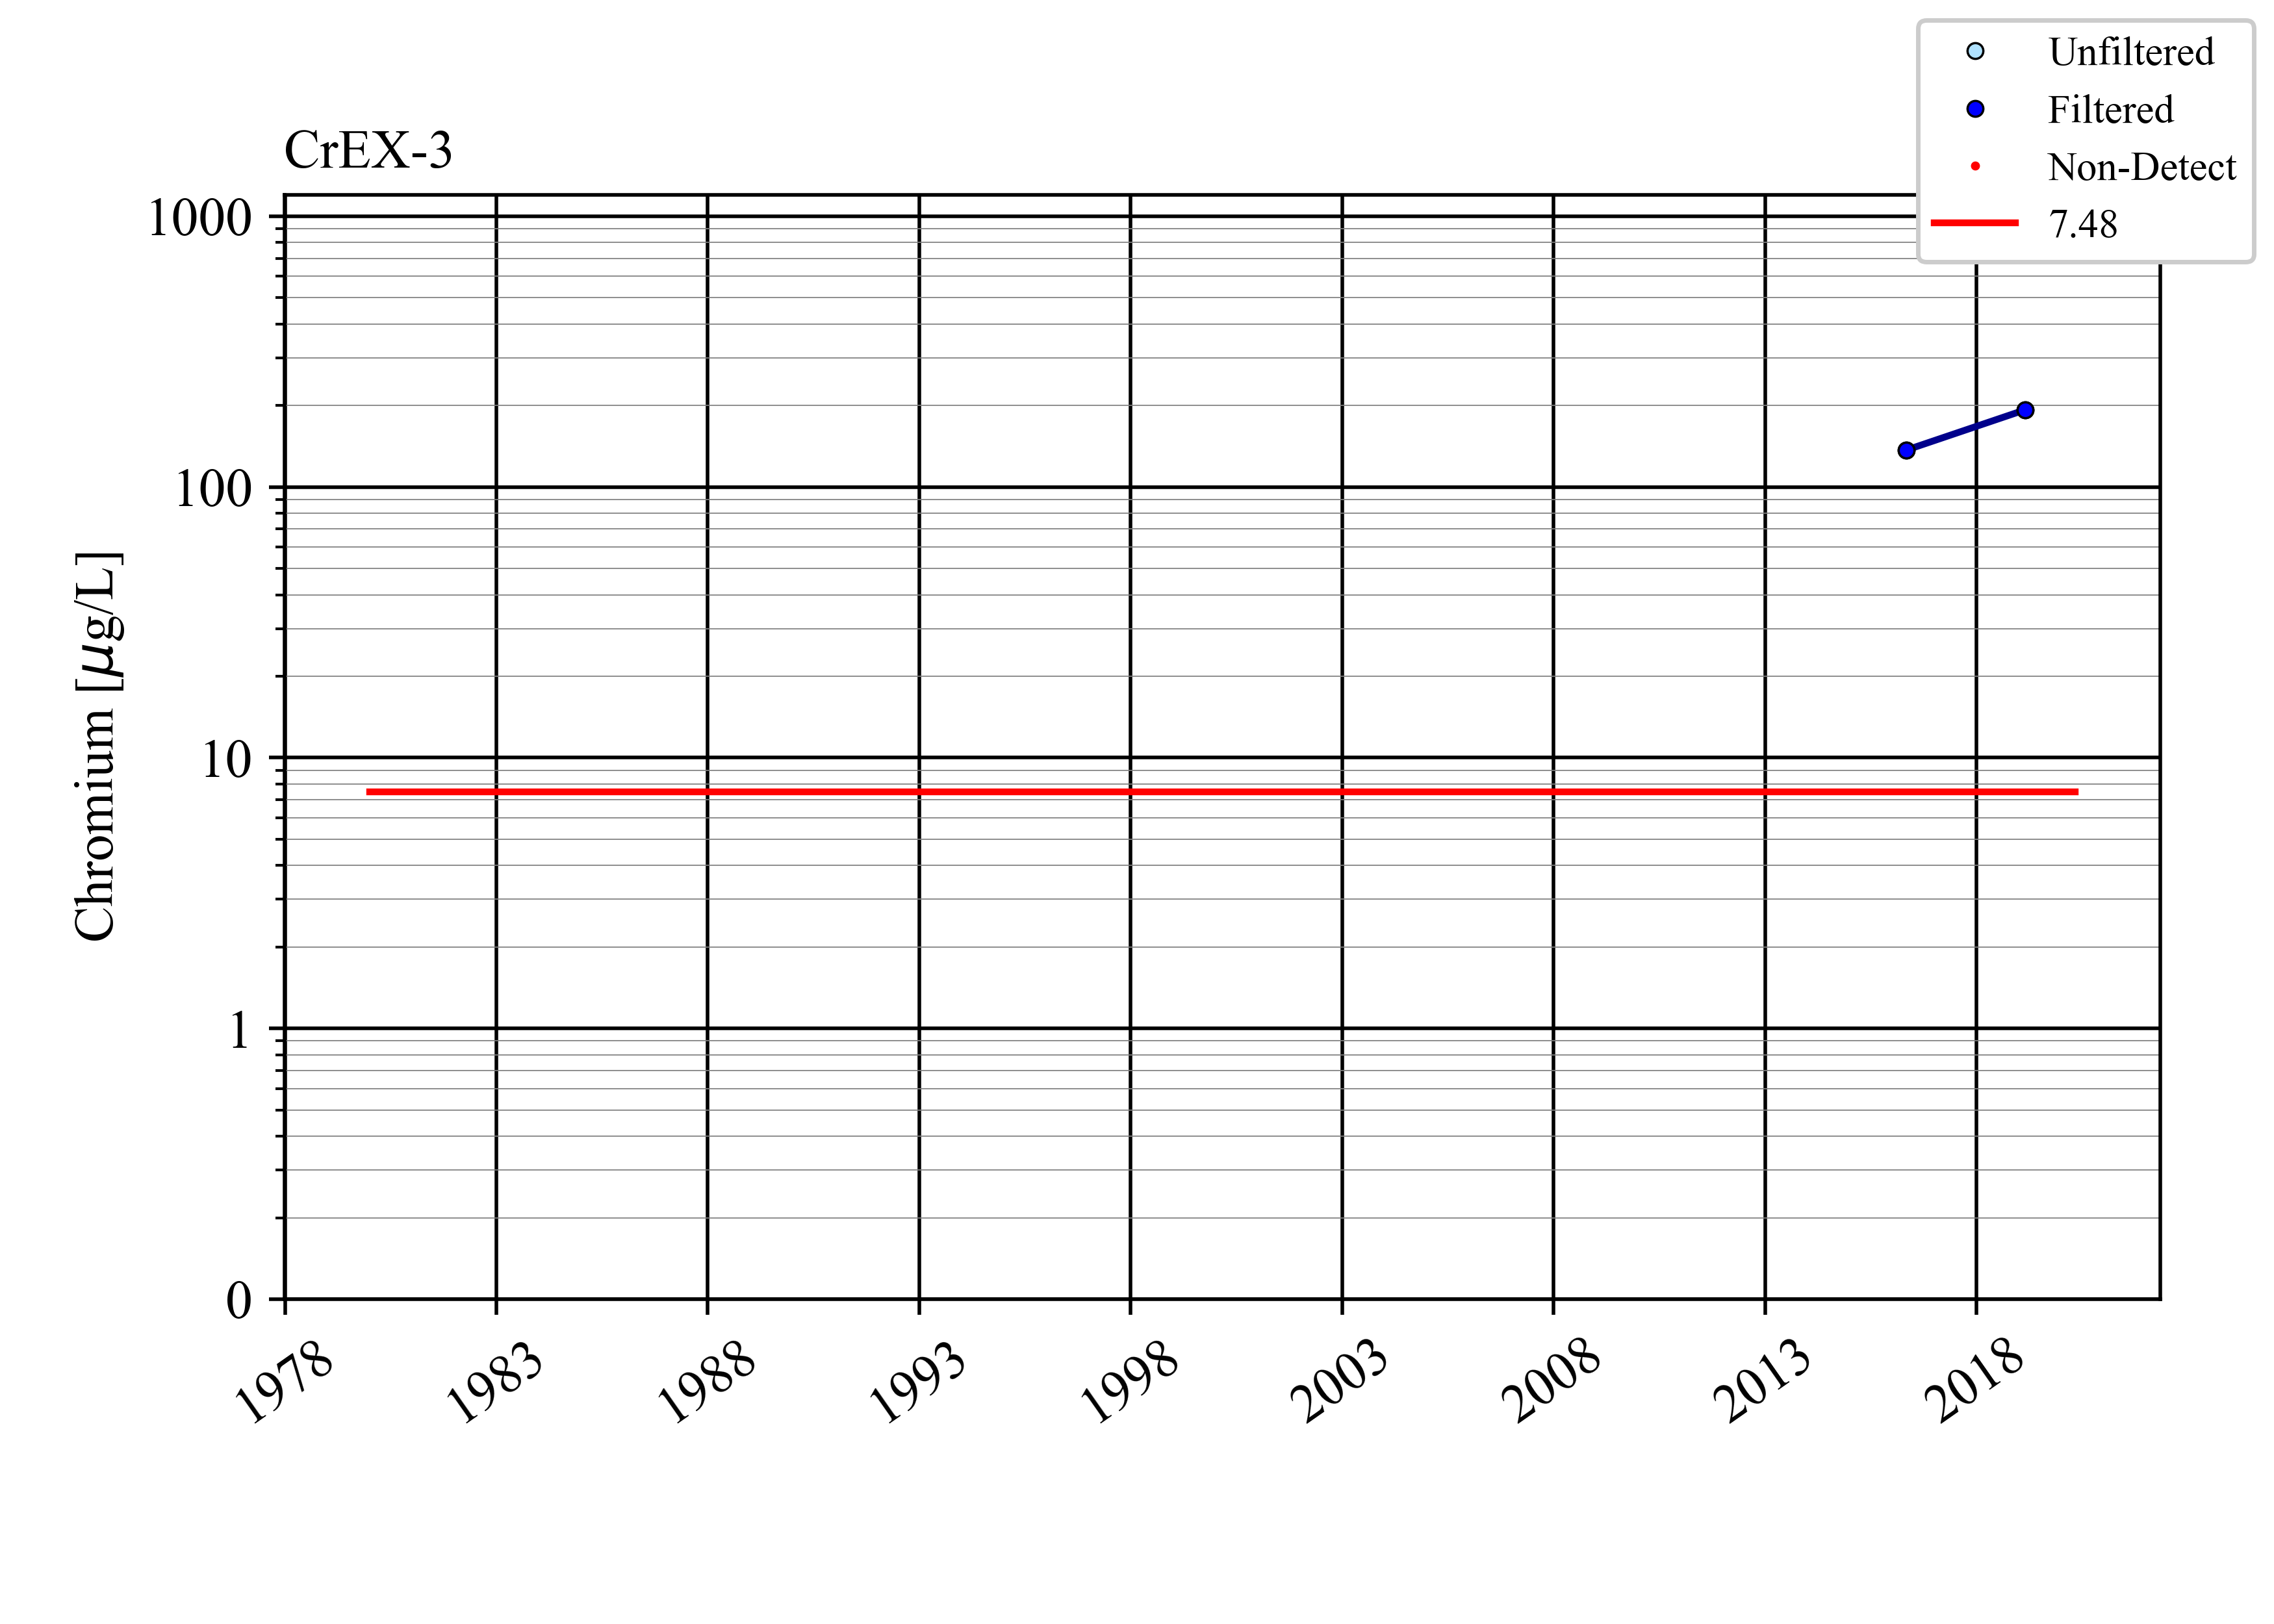 Unfiltered
Filtered
Non-Detect
7.48
CrEX-3
1000
100
10
1
0
Chromium [μg/L]
1978 1983 1988 1993 1998 2003 2008 2013 2018